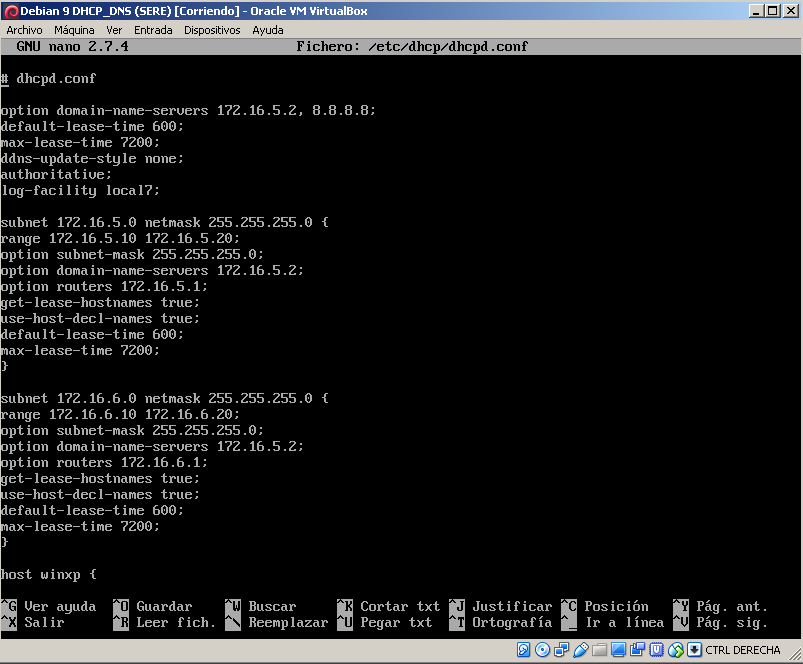 Debian 9 DHCP_DNS (SERE) [Corriendo] - Oracle VM VirtualBox
Archivo Máquina Ver Entrada Dispositivos Ayuda
GNU nano 2.7.4 Fichero: /etc/dhcp/dhcpd.conf
# dhcpd.conf
option domain-name-servers 172.16.5.2, 8.8.8.8;
default-lease-time 600;
max-lease-time 7200;
ddns-update-style none;
authoritative;
log-facility local7;
subnet 172.16.5.0 netmask 255.255.255.0 {
range 172.16.5.10 172.16.5.20;
option subnet-mask 255.255.255.0;
option domain-name-servers 172.16.5.2;
option routers 172.16.5.1;
get-lease-hostnames true;
use-host-decl-names true;
default-lease-time 600;
max-lease-time 7200;
}
subnet 172.16.6.0 netmask 255.255.255.0 {
range 172.16.6.10 172.16.6.20;
option subnet-mask 255.255.255.0;
option domain-name-servers 172.16.5.2;
option routers 172.16.6.1;
get-lease-hostnames true;
use-host-decl-names true;
default-lease-time 600;
max-lease-time 7200;
}
host winxp {
^G Ver ayuda ^O Guardar ^W Buscar ^K Cortar txt ^J Justificar ^C Posición ^Y Pág. ant.
^X Salir ^R Leer fich. ^\ Reemplazar ^U Pegar txt ^T Ortografía ^_ Ir a línea ^V Pág. sig.
CTRL DERECHA